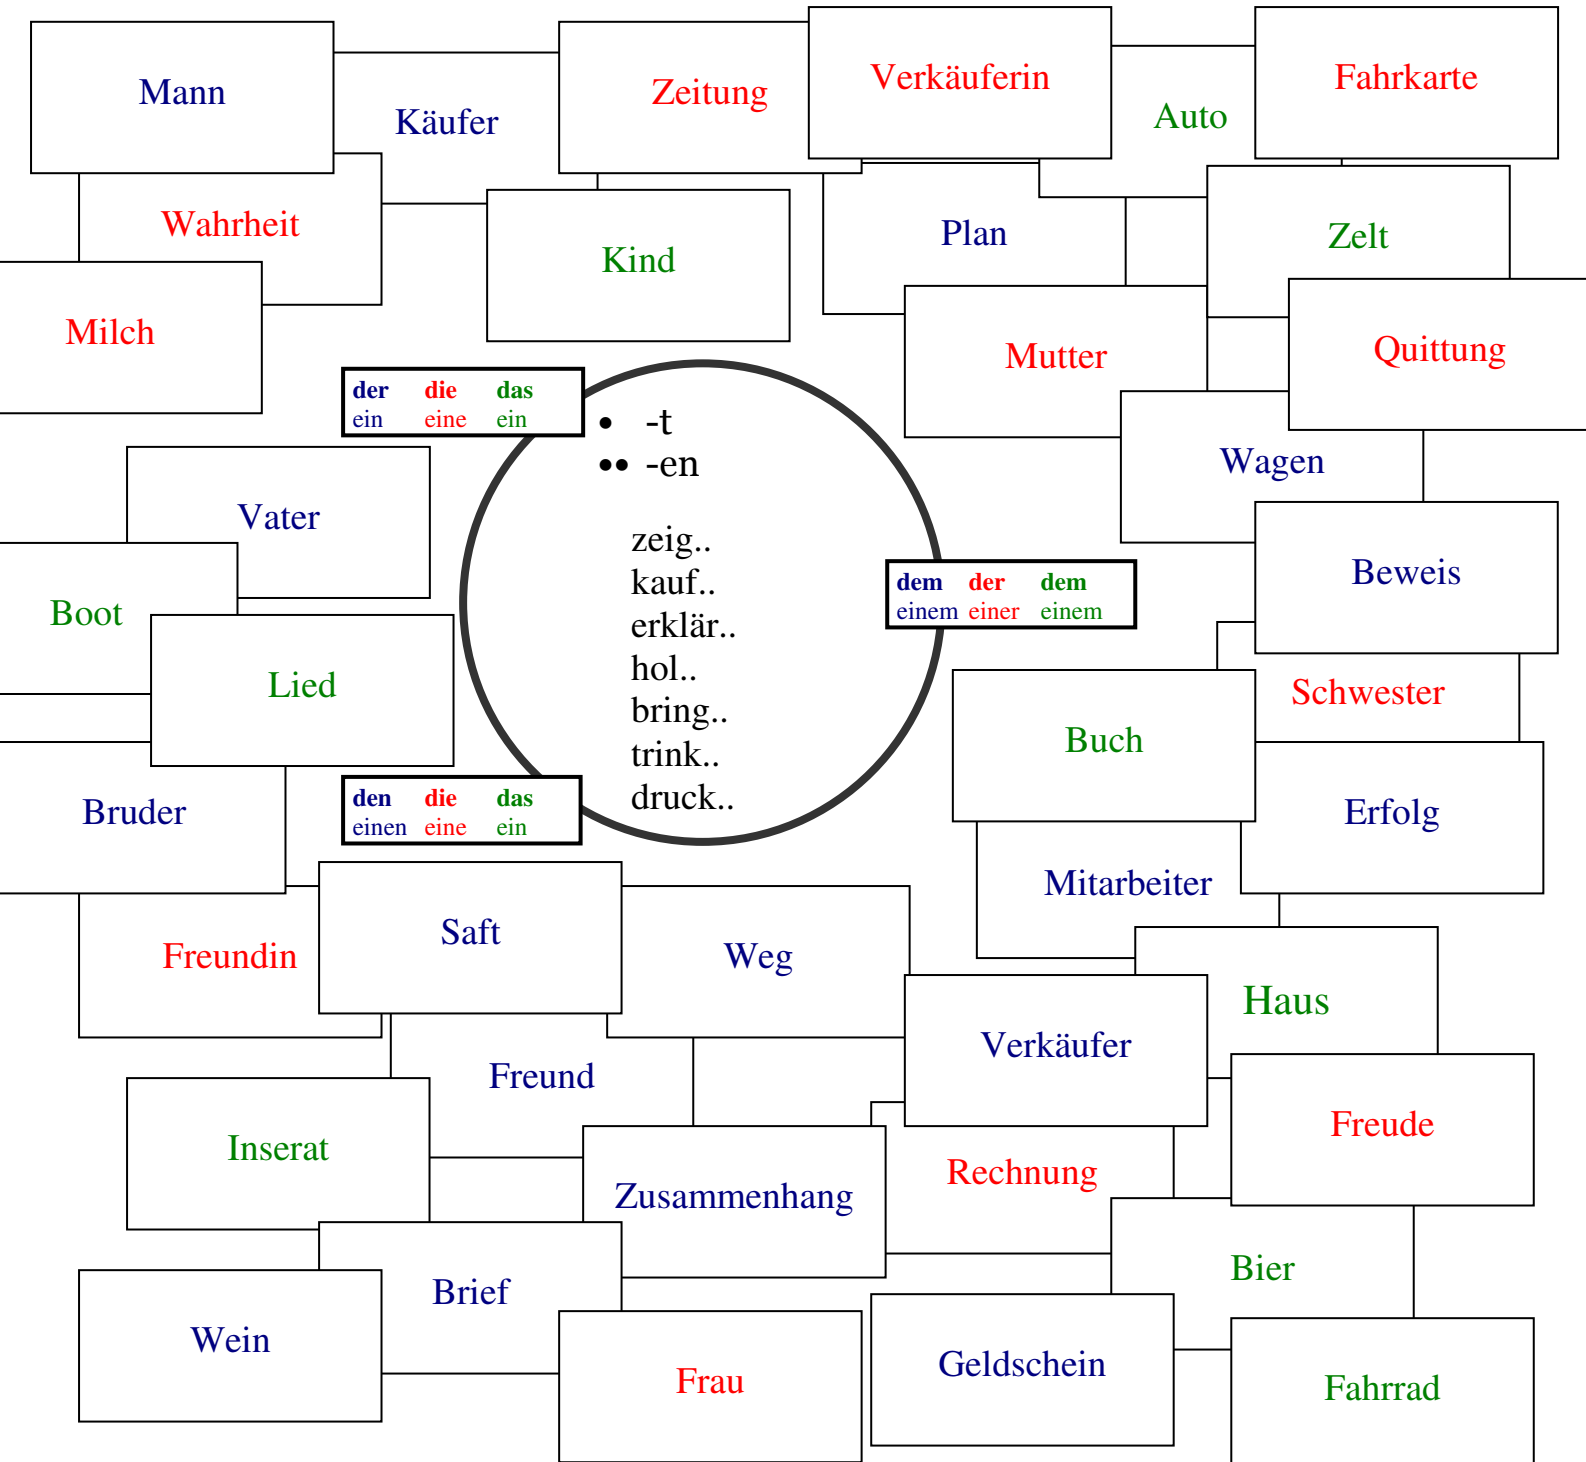 Mann
Käufer
Zeitung
Verkäuferin
Auto
Fahrkarte
Wahrheit
Kind
Plan
Zelt
Milch
Mutter
Quittung
der die das
ein eine ein
• -t
•• -en
Wagen
Vater
zeig..
kauf..
erklär..
hol..
bring..
trink..
druck..
dem der dem
einem einer einem
Beweis
Boot
Lied
Schwester
Buch
Bruder
den die das
einen eine ein
Erfolg
Mitarbeiter
Freundin
Saft
Weg
Haus
Verkäufer
Freund
Freude
Inserat
Zusammenhang
Rechnung
Bier
Brief
Wein
Frau
Geldschein
Fahrrad